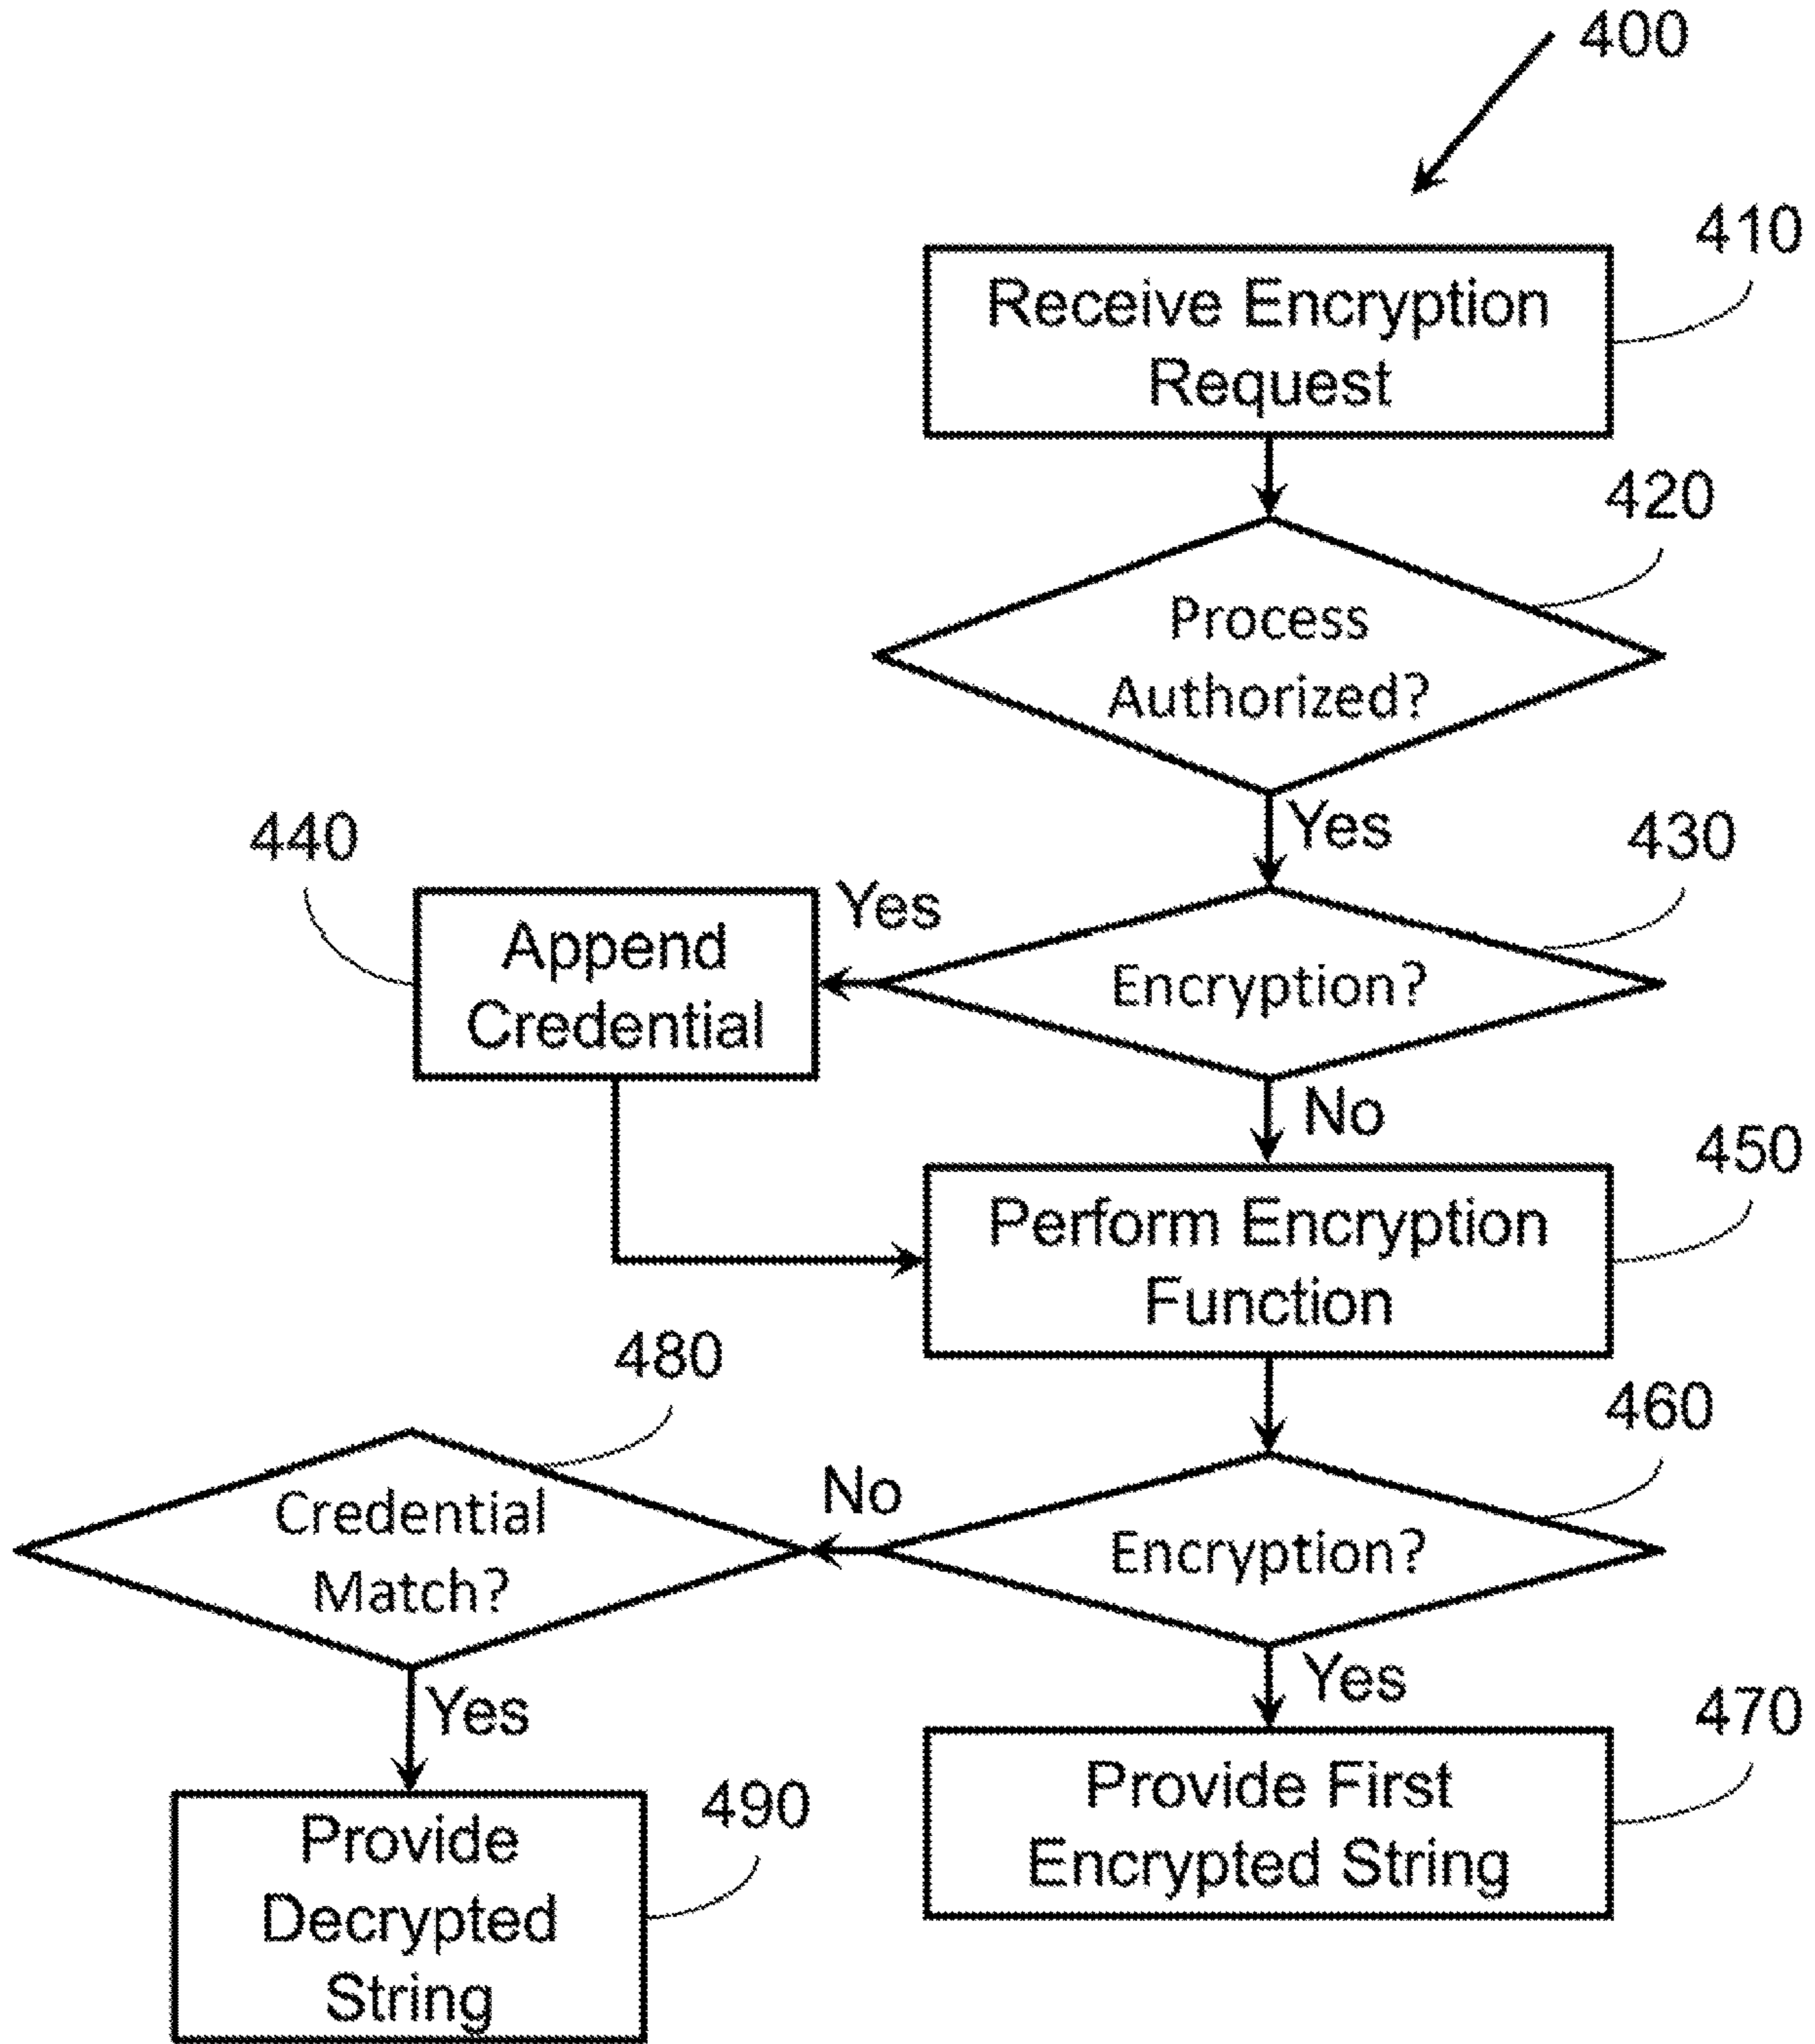 400
410
Receive Encryption
Request
420
Process
Authorized?
Yes
430
440
Yes
Append
Credential
Encryption?
No
450
Perform Encryption
Function
480
460
No
Credential
Match?
Encryption?
Yes
Yes
470
490
Provide First
Encrypted String
Provide
Decrypted
String